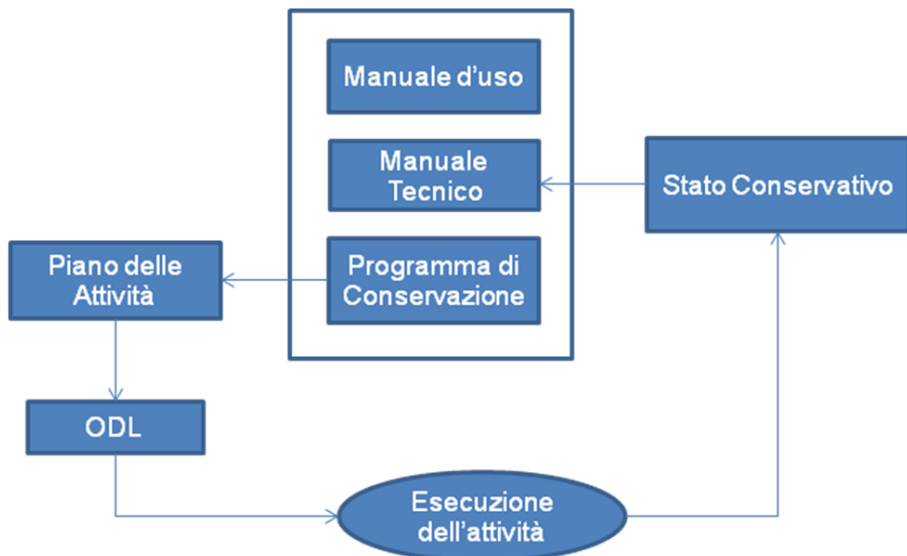 Manuale d'uso
Manuale
Tecnico
Stato Conservativo
Programma di
Conservazione
Piano delle
Attività
ODL
Esecuzione
dell'attività